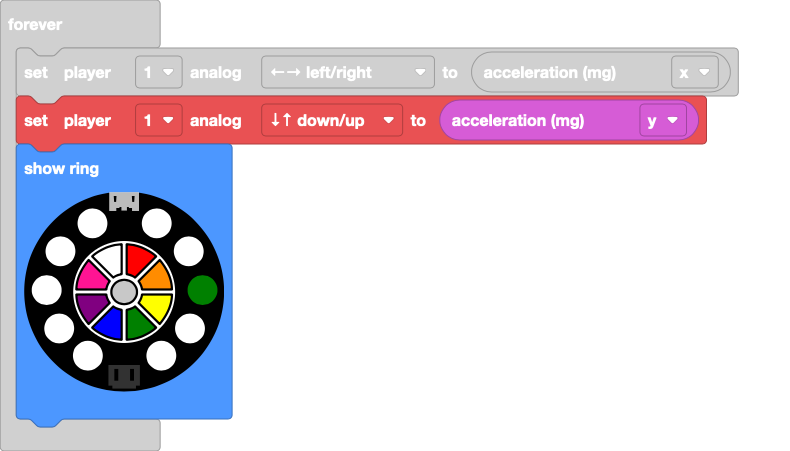 forever
set player 1 analog ←→ left/right to acceleration (mg) x
set player 1 analog ↓↑ down/up to acceleration (mg) y
show ring